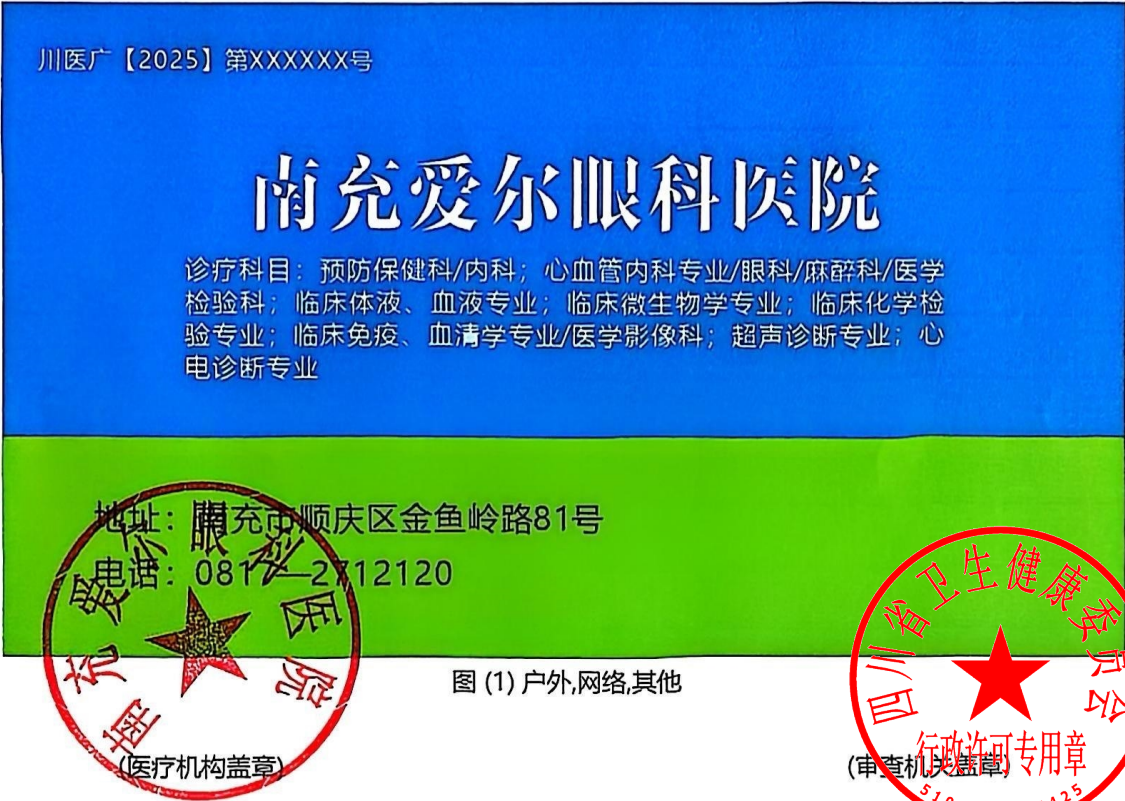 川医广【2025】第XXXXXX号
南充爱尔眼科医院
诊疗科目：预防保健科/内科；心血管内科专业/眼科/麻醉科/医学
检验科；临床体液、血液专业；临床微生物学专业；临床化学检
验专业；临床免疫、血清学专业/医学影像科；超声诊断专业；心
电诊断专业
地址：南充市顺庆区金鱼岭路81号
电话：0817—2712120
南充爱尔眼科医院
四川省卫生健康委员会
图 (1) 户外,网络,其他
行政许可专用章
(医疗机构盖章)
(审查机关盖章)